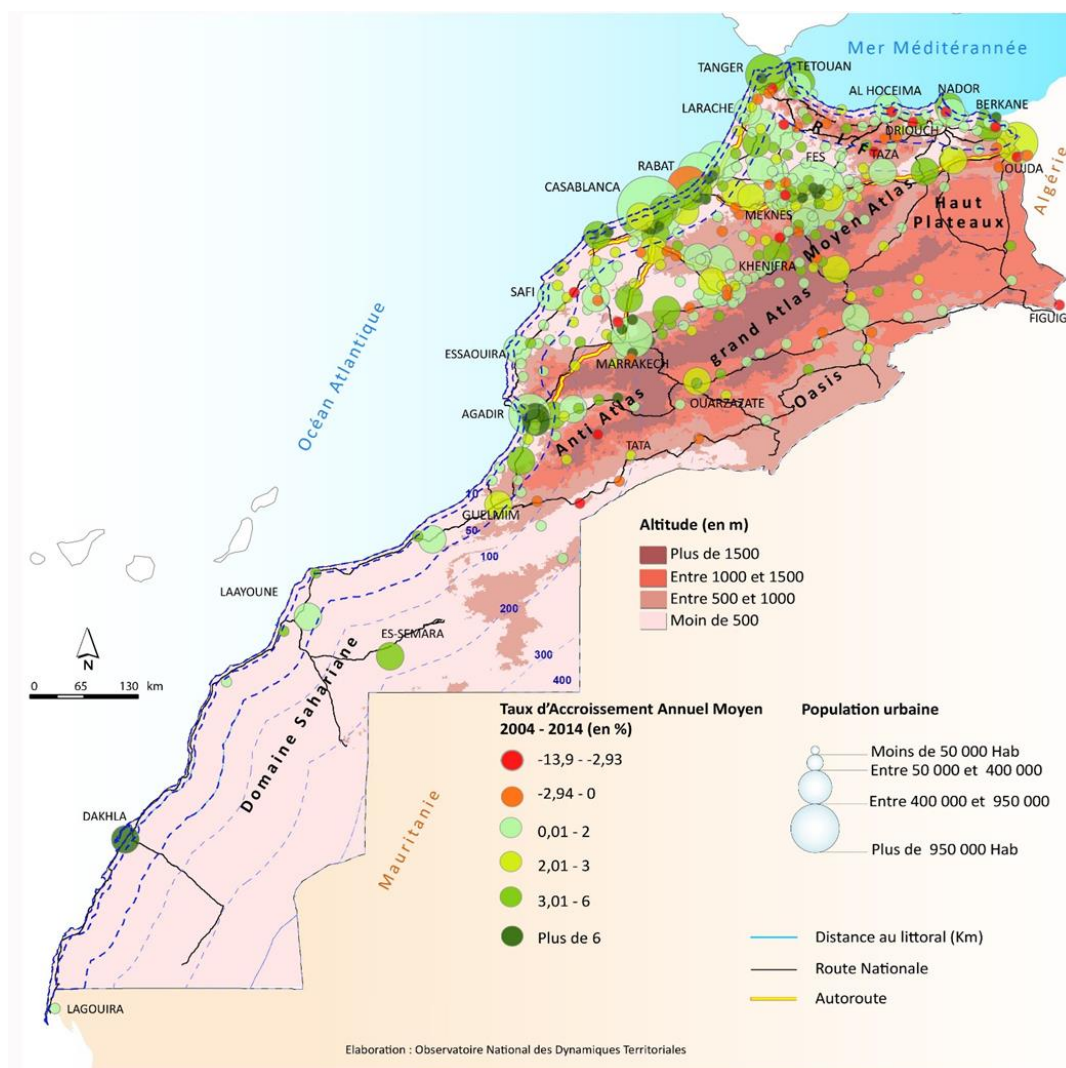 Mer Méditérannée
TANGER
TETOUAN
LARACHE
AL HOCEIMA
NADOR
BERKANE
DRIOUCH
RIF
TAZA
FES
OUJDA
Algérie
RABAT
CASABLANCA
MEKNES
Moyen Atlas
Haut
Plateaux
KHENIFRA
SAFI
FIGUIG
grand Atlas
ESSAOUIRA
MARRAKECH
Océan Atlantique
OUARZAZATE
Oasis
AGADIR
Anti Atlas
TATA
10
GUELMIM
50
100
200
300
400
LAAYOUNE
ES-SEMARA
N
0 65 130 km
Domaine Sahariane
DAKHLA
Mauritanie
LAGOUIRA
Altitude (en m)
Plus de 1500
Entre 1000 et 1500
Entre 500 et 1000
Moin de 500
Taux d’Accroissement Annuel Moyen
2004 - 2014 (en %)
-13,9 - -2,93
-2,94 - 0
0,01 - 2
2,01 - 3
3,01 - 6
Plus de 6
Population urbaine
Moins de 50 000 Hab
Entre 50 000 et 400 000
Entre 400 000 et 950 000
Plus de 950 000 Hab
Distance au littoral (Km)
Route Nationale
Autoroute
Elaboration : Observatoire National des Dynamiques Territoriales